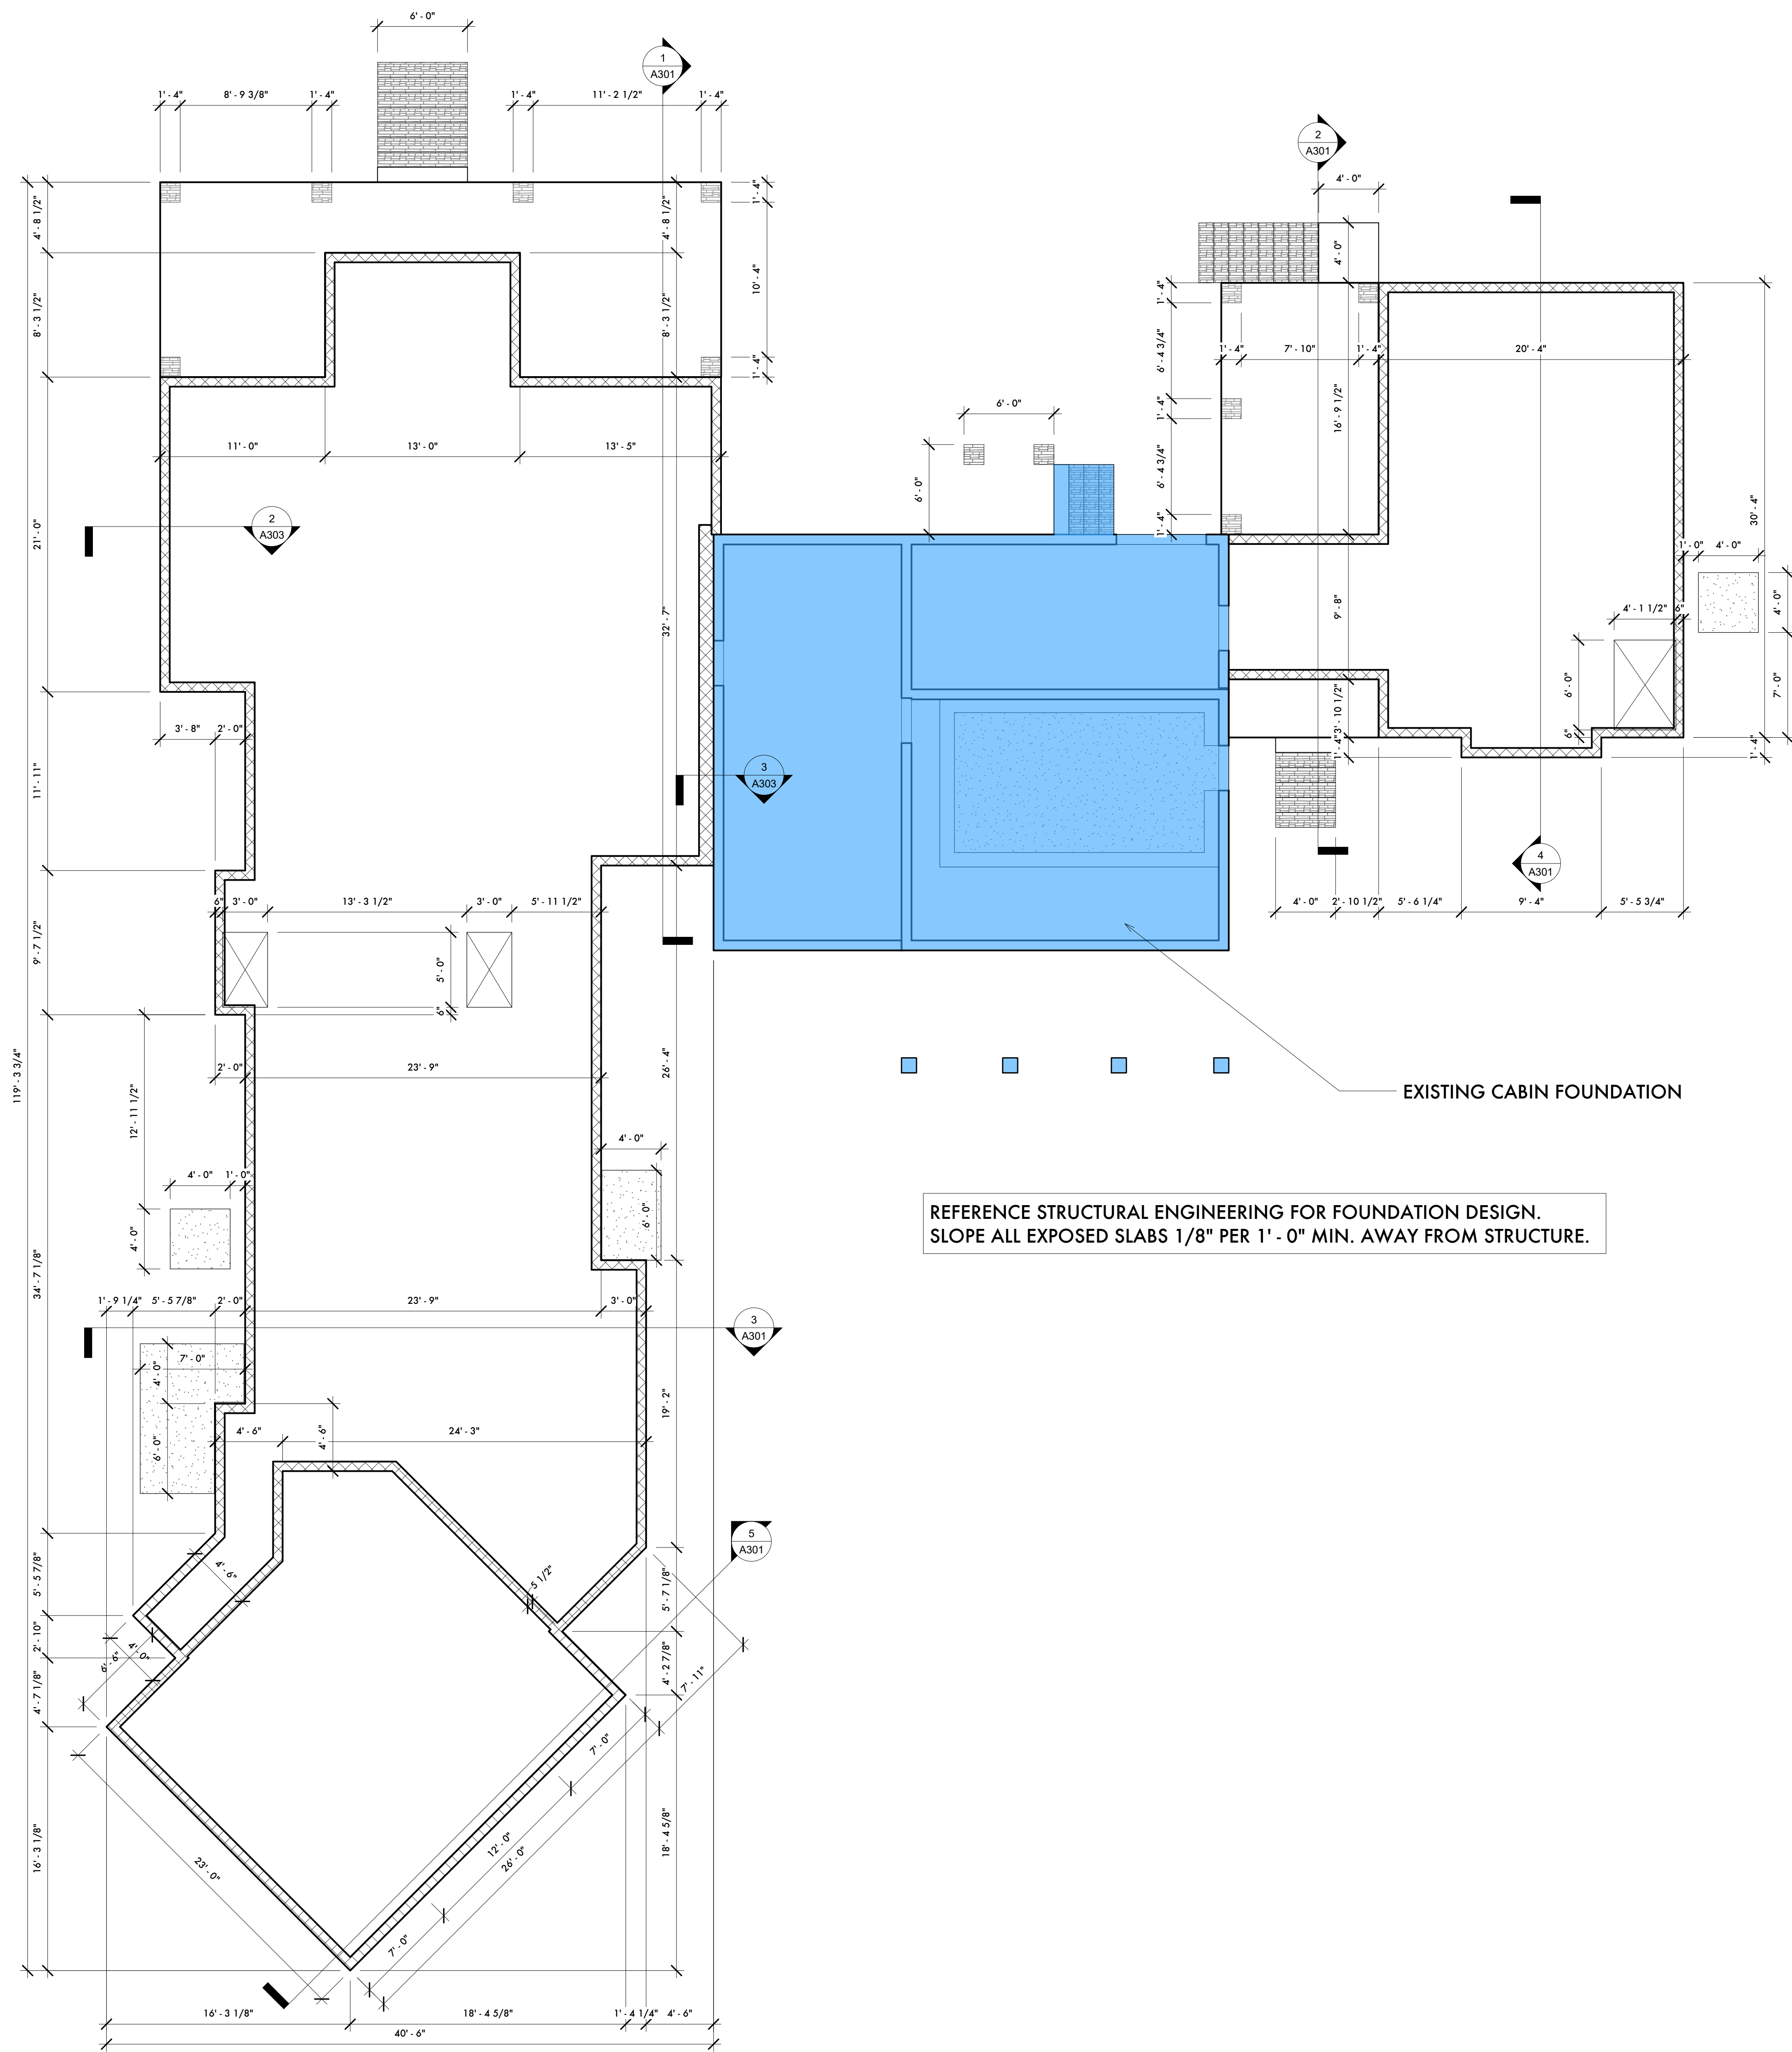 6' - 0"
1
A301
1' - 4"
8' - 9 3/8"
1' - 4"
1' - 4"
11' - 2 1/2"
1' - 4"
2
A301
4' - 0"
4' - 8 1/2"
4' - 8 1/2"
1' - 4"
4' - 0"
8' - 3 1/2"
8' - 3 1/2"
10' - 4"
1' - 4"
1' - 4"
6' - 4 3/4"
1' - 4"
7' - 10"
1' - 4"
20' - 4"
6' - 0"
1' - 4"
16' - 9 1/2"
11' - 0"
13' - 0"
13' - 5"
6' - 0"
6' - 4 3/4"
1' - 4"
30' - 4"
2
A303
21' - 0"
1' - 0"
4' - 0"
32' - 7"
9' - 8"
4' - 1 1/2"
6"
4' - 0"
6' - 0"
7' - 0"
3' - 8"
2' - 0"
3' - 10 1/2"
1' - 4"
6"
1' - 4"
11' - 11"
3
A303
4
A301
6"
3' - 0"
13' - 3 1/2"
3' - 0"
5' - 11 1/2"
4' - 0"
2' - 10 1/2"
5' - 6 1/4"
9' - 4"
5' - 5 3/4"
9' - 7 1/2"
5' - 0"
6"
2' - 0"
23' - 9"
26' - 4"
119' - 3 3/4"
EXISTING CABIN FOUNDATION
12' - 11 1/2"
4' - 0"
4' - 0"
1' - 0"
6' - 0"
4' - 0"
REFERENCE STRUCTURAL ENGINEERING FOR FOUNDATION DESIGN.
SLOPE ALL EXPOSED SLABS 1/8" PER 1' - 0" MIN. AWAY FROM STRUCTURE.
34' - 7 1/8"
1' - 9 1/4"
5' - 5 7/8"
2' - 0"
23' - 9"
3' - 0"
3
A301
7' - 0"
4' - 0"
19' - 2"
4' - 6"
4' - 6"
24' - 3"
6' - 0"
5
A301
4' - 6"
5 1/2"
5' - 5 7/8"
5' - 7 1/8"
2' - 10"
6' - 6"
4' - 0"
4' - 2 7/8"
7' - 11"
4' - 7 1/8"
7' - 0"
16' - 3 1/8"
23' - 0"
12' - 0"
26' - 0"
18' - 4 5/8"
7' - 0"
16' - 3 1/8"
18' - 4 5/8"
1' - 4 1/4"
4' - 6"
40' - 6"